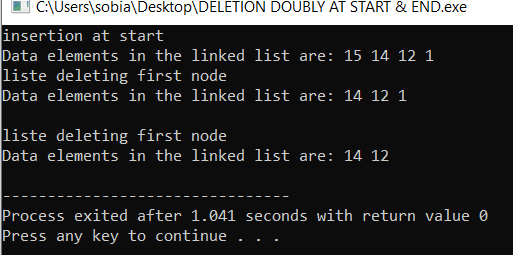 C:\Users\sobia\Desktop\DELETION DOUBLY AT START & END.exe
insertion at start
Data elements in the linked list are: 15 14 12 1
liste deleting first node
Data elements in the linked list are: 14 12 1
liste deleting first node
Data elements in the linked list are: 14 12
--------------------------------
Process exited after 1.041 seconds with return value 0
Press any key to continue . . .